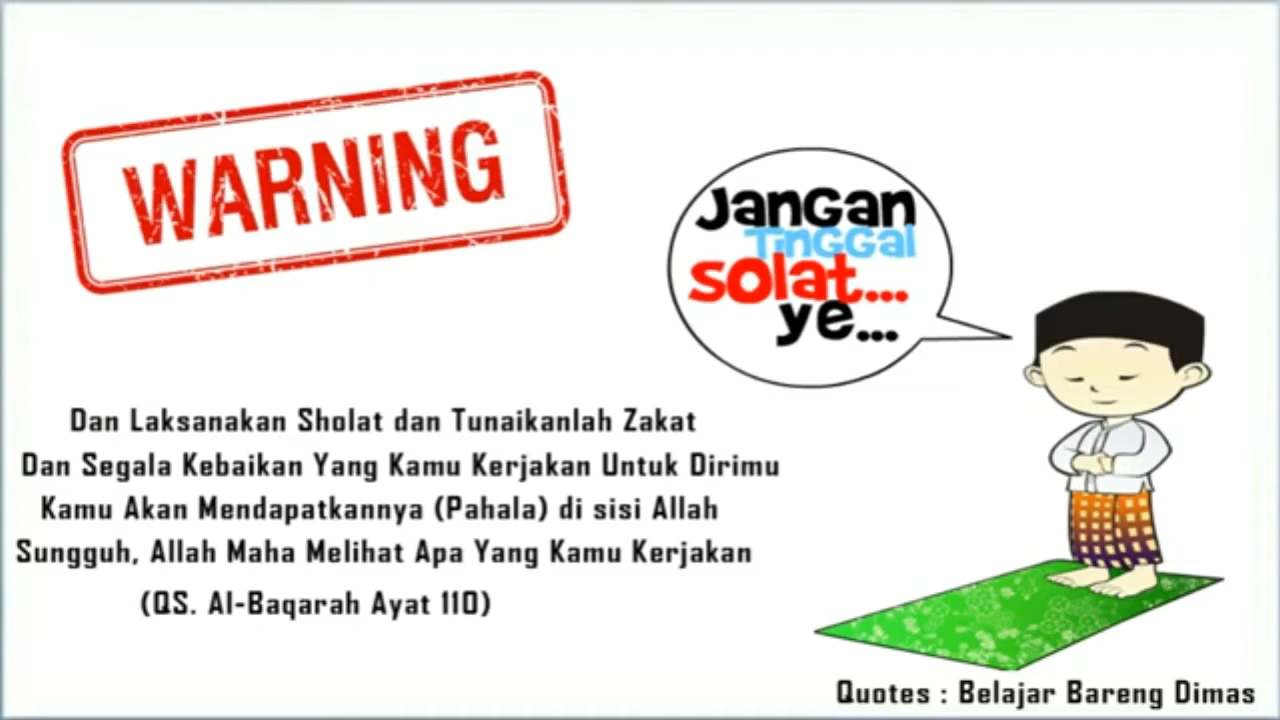 WARNING
JanGan
TinGGal
SOlat...
ye...
Dan Laksanakan Sholat dan Tunaikanlah Zakat
Dan Segala Kebaikan Yang Kamu Kerjakan Untuk Dirimu
Kamu Akan Mendapatkannya (Pahala) di sisi Allah
Sungguh, Allah Maha Melihat Apa Yang Kamu Kerjakan
(QS. Al-Baqarah Ayat 110)
Quotes : Belajar Bareng Dimas